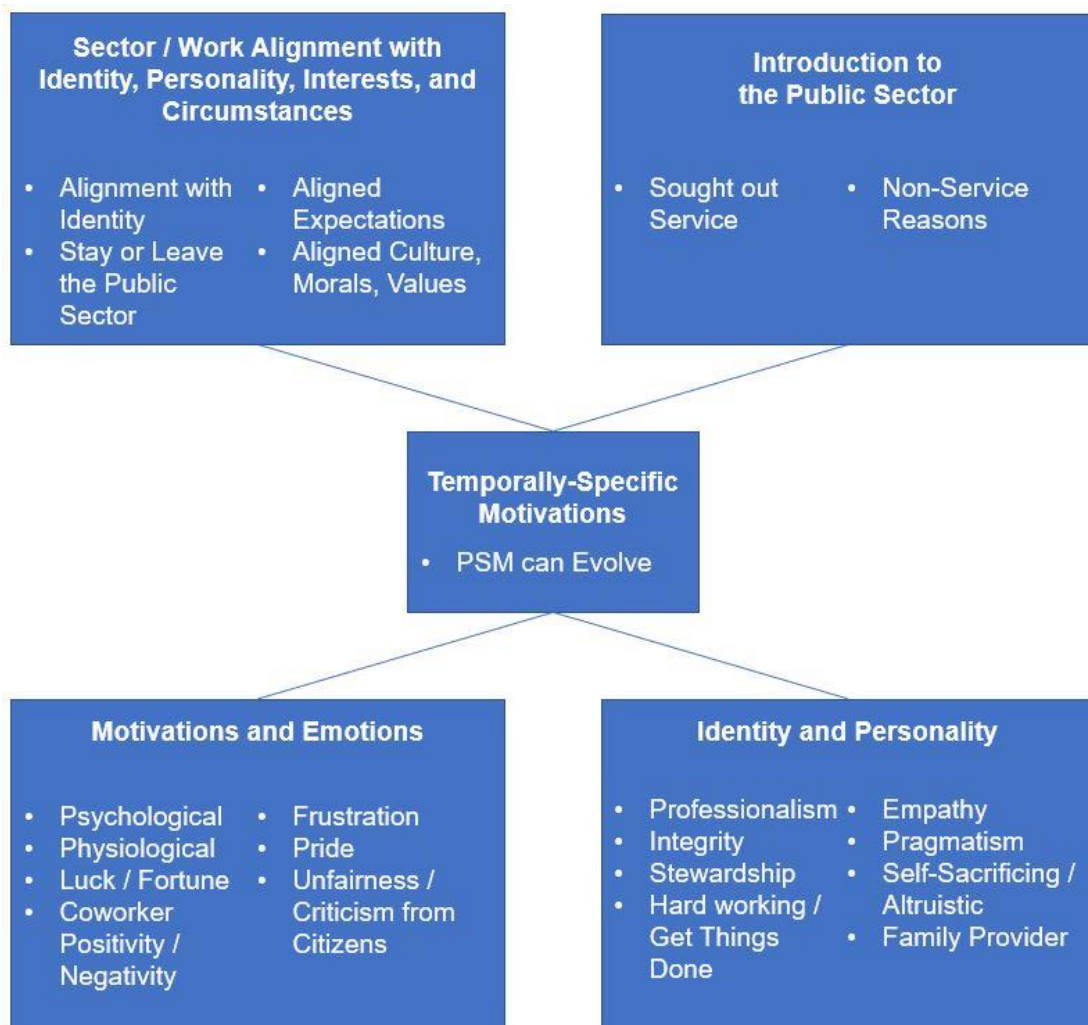 Sector / Work Alignment with
Identity, Personality, Interests, and
Circumstances
• Alignment with
Identity
• Stay or Leave
the Public
Sector
• Aligned
Expectations
• Aligned Culture,
Morals, Values
Introduction to
the Public Sector
• Sought out
Service
• Non-Service
Reasons
Temporally-Specific
Motivations
• PSM can Evolve
Motivations and Emotions
• Psychological
• Physiological
• Luck / Fortune
• Coworker
Positivity /
Negativity
• Frustration
• Pride
• Unfairness /
Criticism from
Citizens
Identity and Personality
• Professionalism
• Integrity
• Stewardship
• Hard working /
Get Things
Done
• Empathy
• Pragmatism
• Self-Sacrificing /
Altruistic
• Family Provider